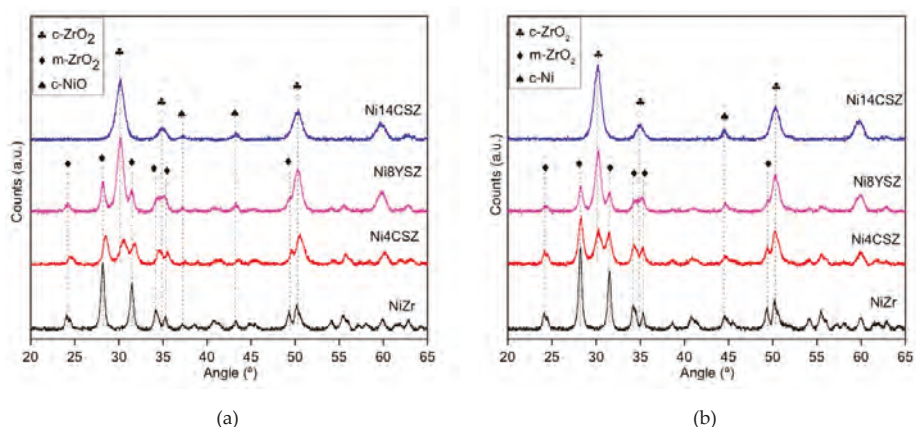 ♣ c-ZrO2
♦ m-ZrO2
♠ c-NiO
Ni14CSZ
Ni8YSZ
Ni4CSZ
NiZr
Counts (a.u.)
20 25 30 35 40 45 50 55 60 65
Angle (º)
(a)
♣ c-ZrO2
♦ m-ZrO2
♠ c-Ni
Ni14CSZ
Ni8YSZ
Ni4CSZ
NiZr
Counts (a.u.)
20 25 30 35 40 45 50 55 60 65
Angle (º)
(b)